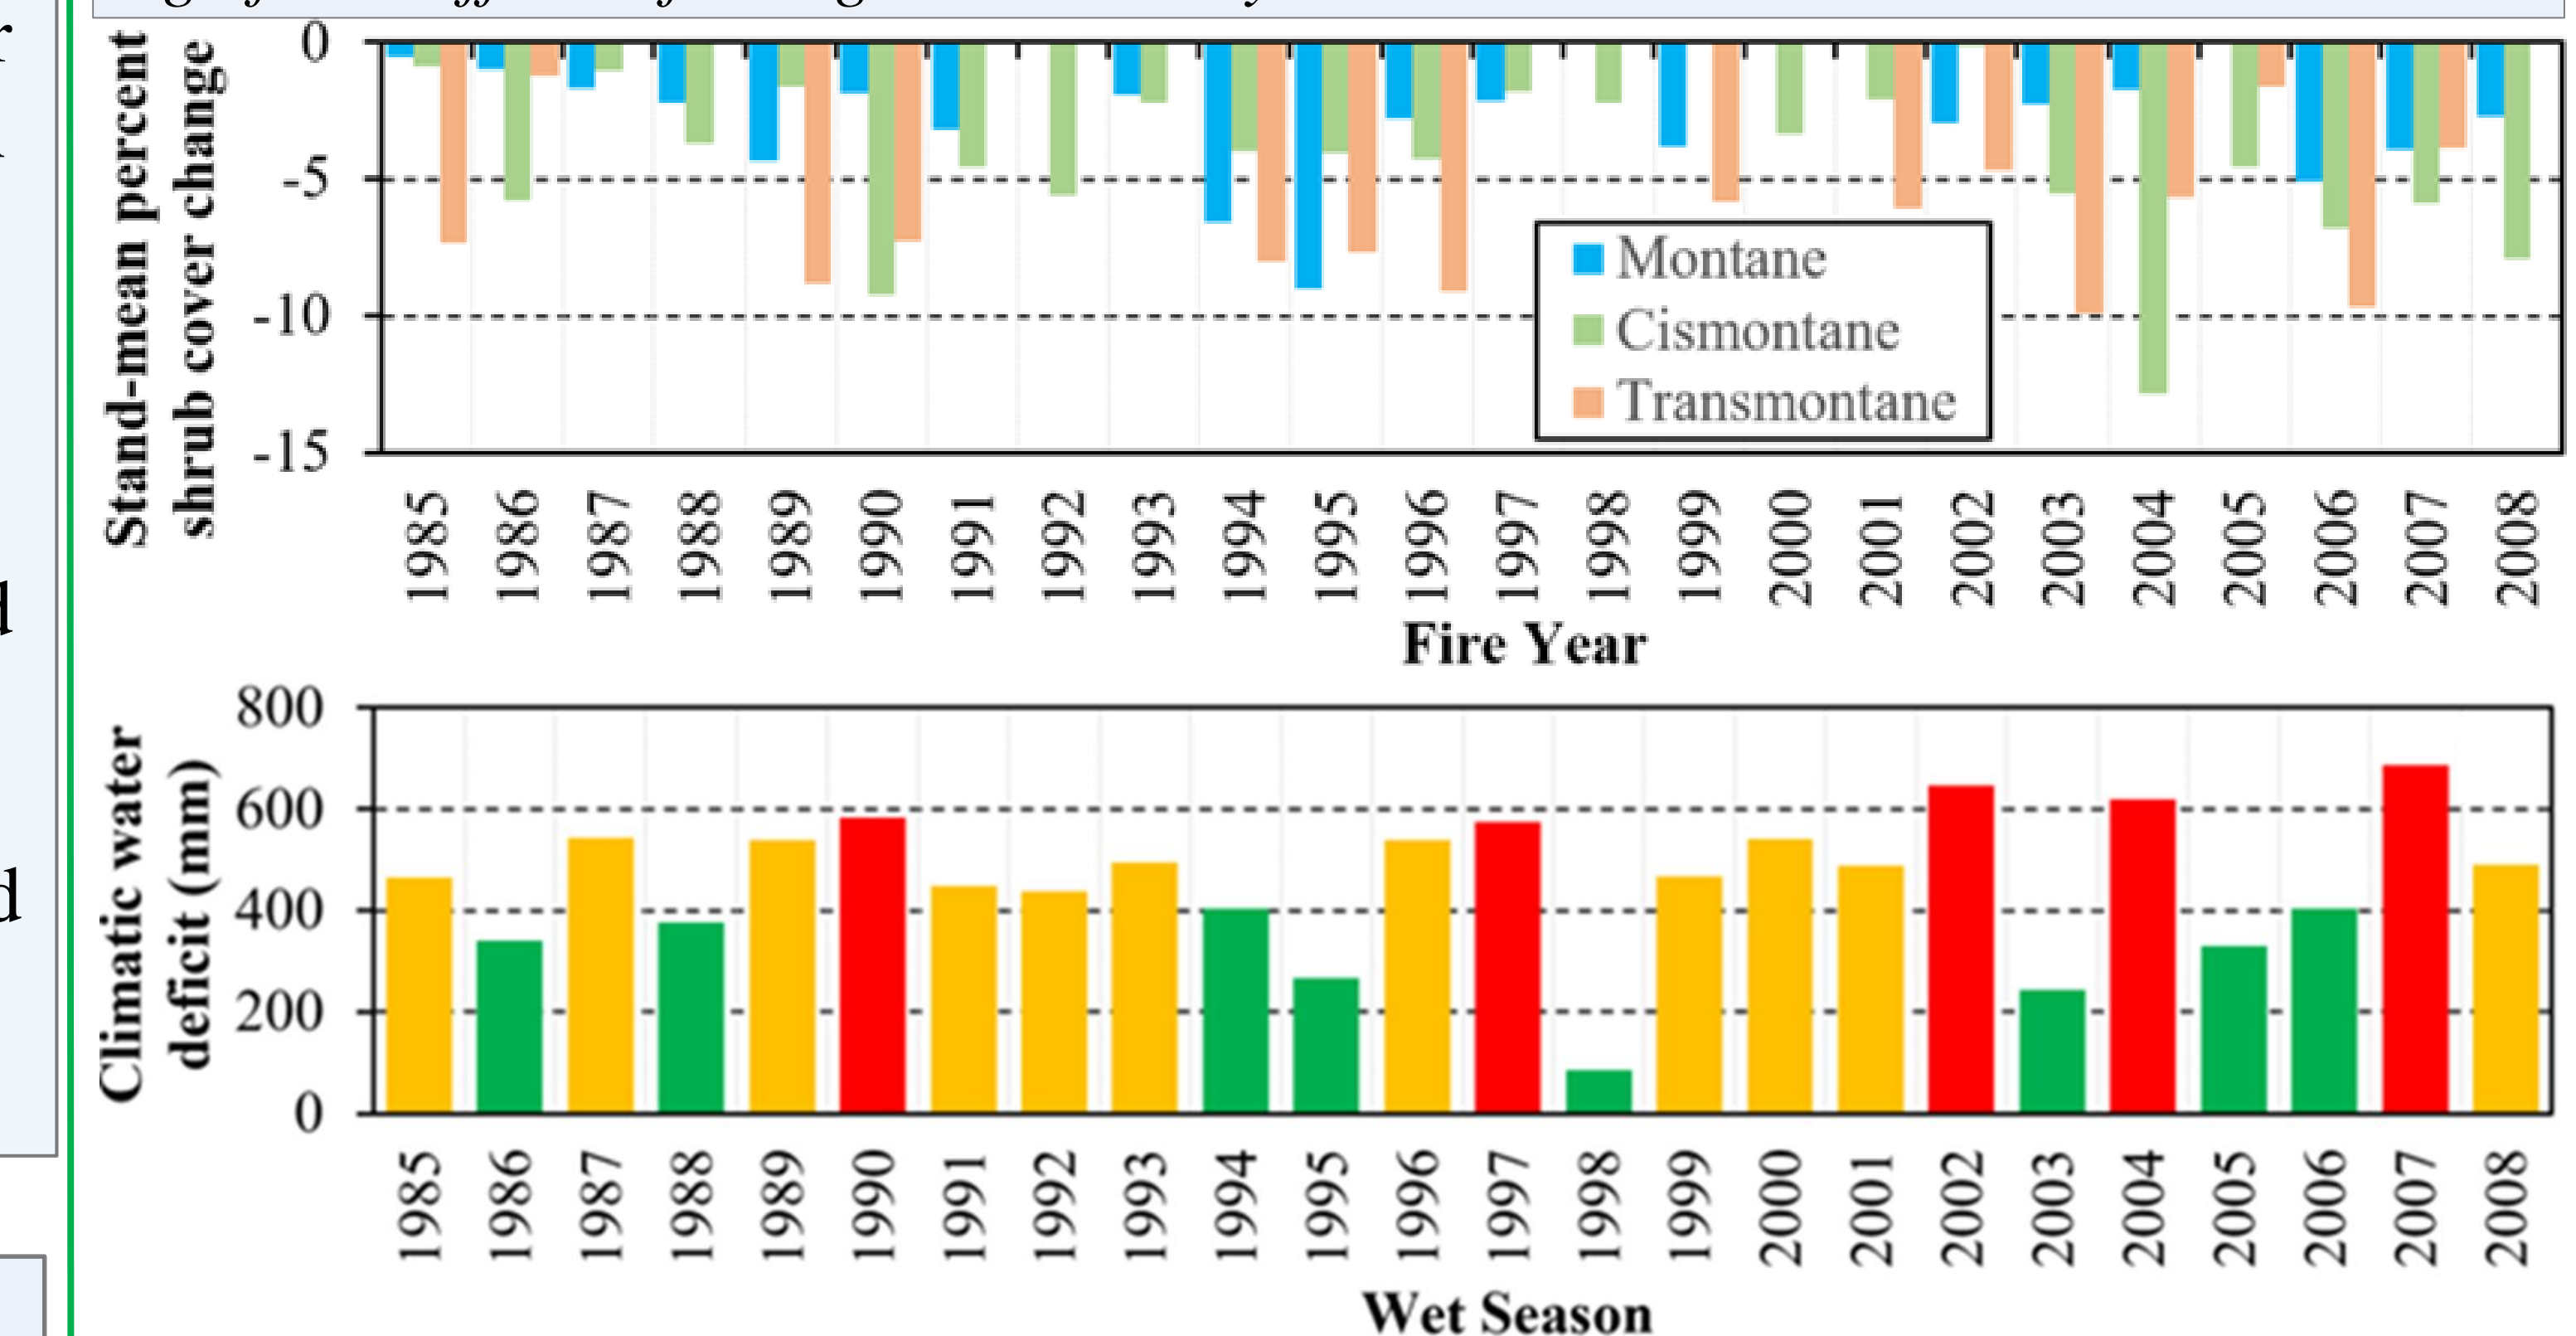 Stand-mean percent
shrub cover change
0
-5
-10
-15
Montane
Cismontane
Transmontane
1985 1986 1987 1988 1989 1990 1991 1992 1993 1994 1995 1996 1997 1998 1999 2000 2001 2002 2003 2004 2005 2006 2007 2008
Fire Year
Climatic water
deficit (mm)
800
600
400
200
0
1985 1986 1987 1988 1989 1990 1991 1992 1993 1994 1995 1996 1997 1998 1999 2000 2001 2002 2003 2004 2005 2006 2007 2008
Wet Season